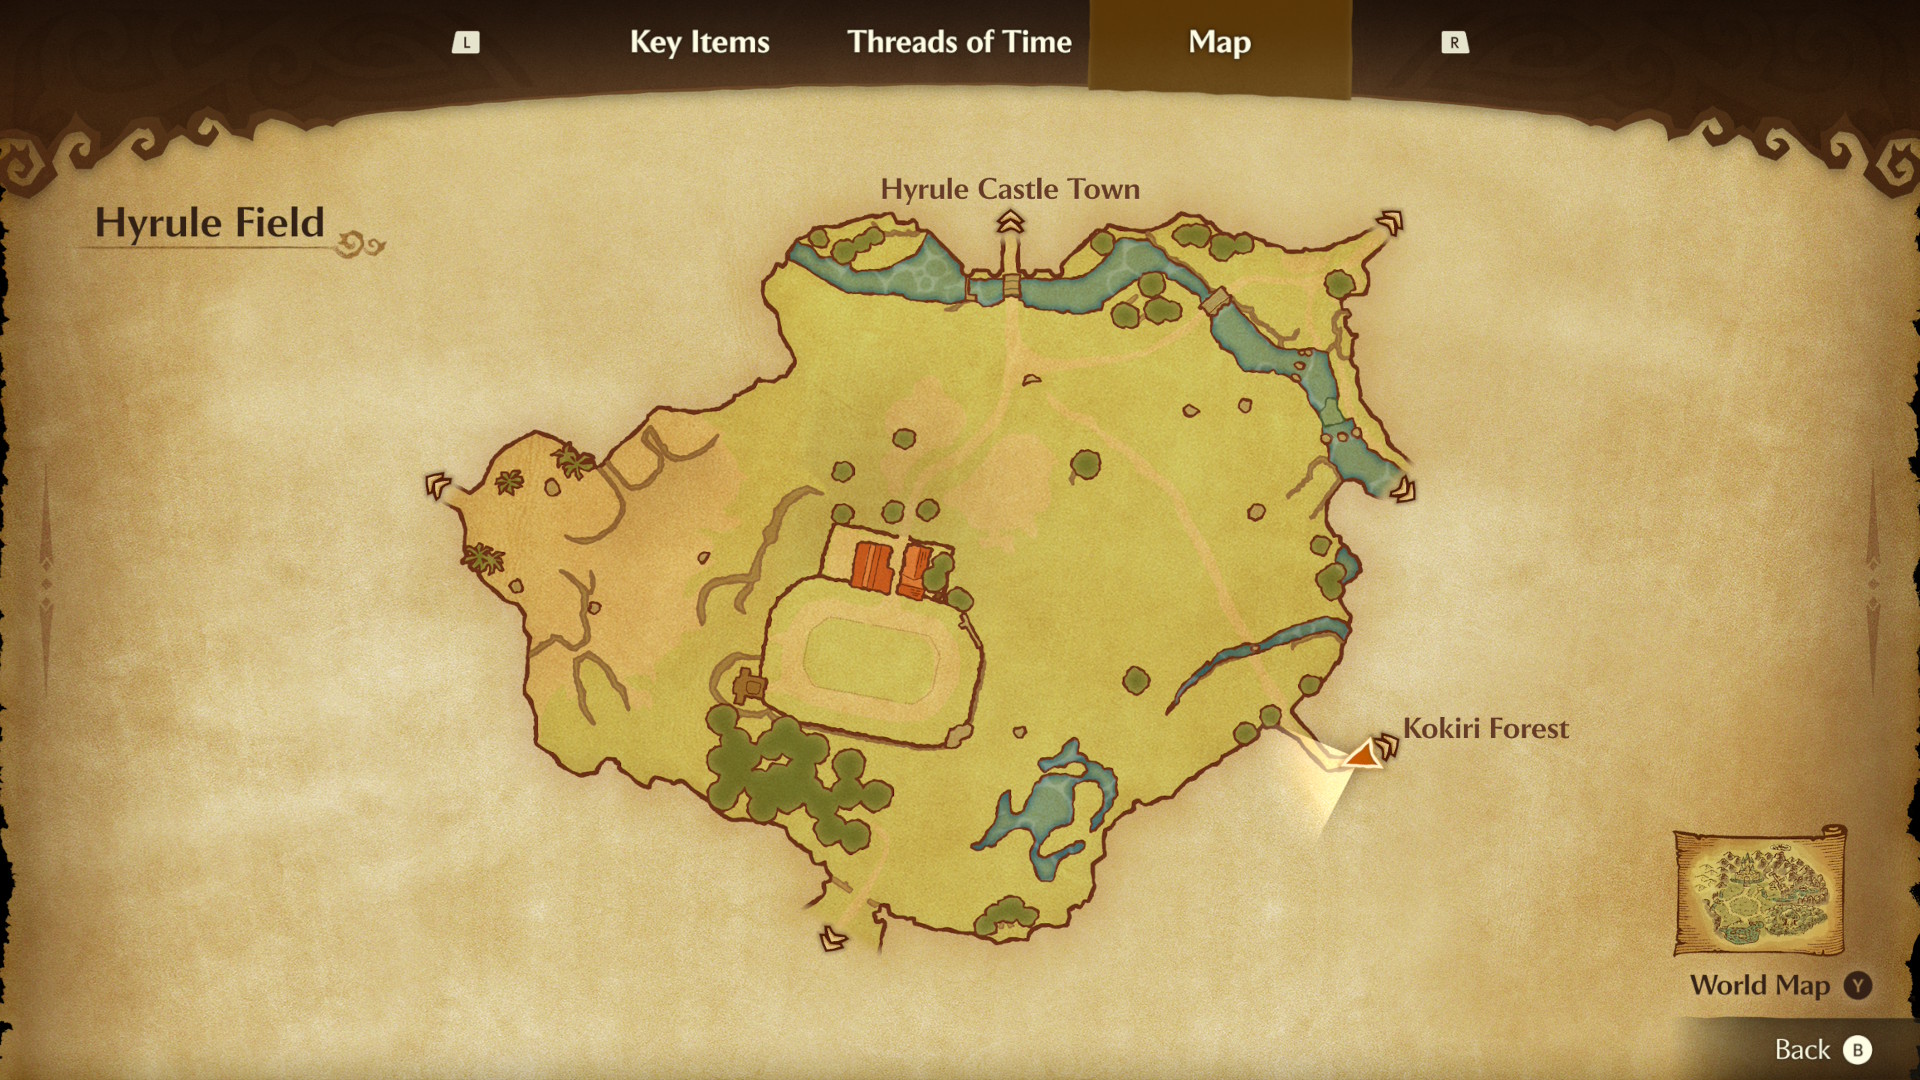 L
Key Items
Threads of Time
Map
R
Hyrule Field
Hyrule Castle Town
Kokiri Forest
World Map Y
Back B